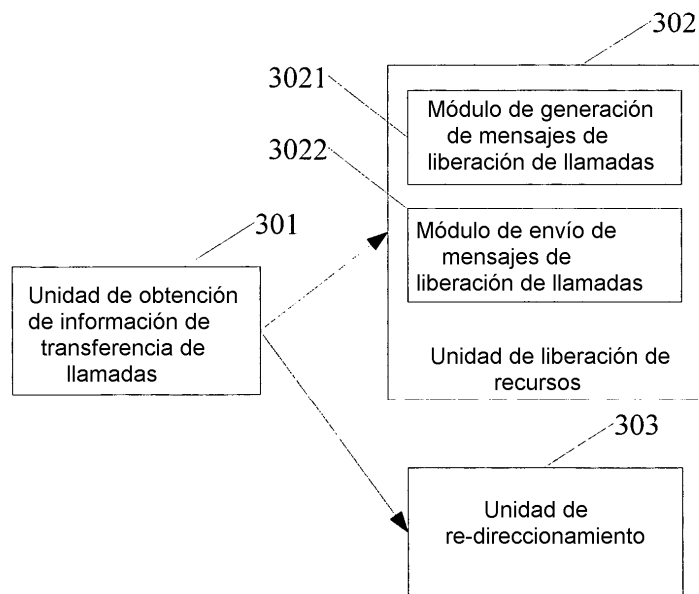 302
3021
Módulo de generación
de mensajes de
liberación de llamadas
3022
Módulo de envío de
mensajes de
liberación de llamadas
301
Unidad de obtención
de información de
transferencia de
llamadas
Unidad de liberación de
recursos
303
Unidad de
re-direccionamiento